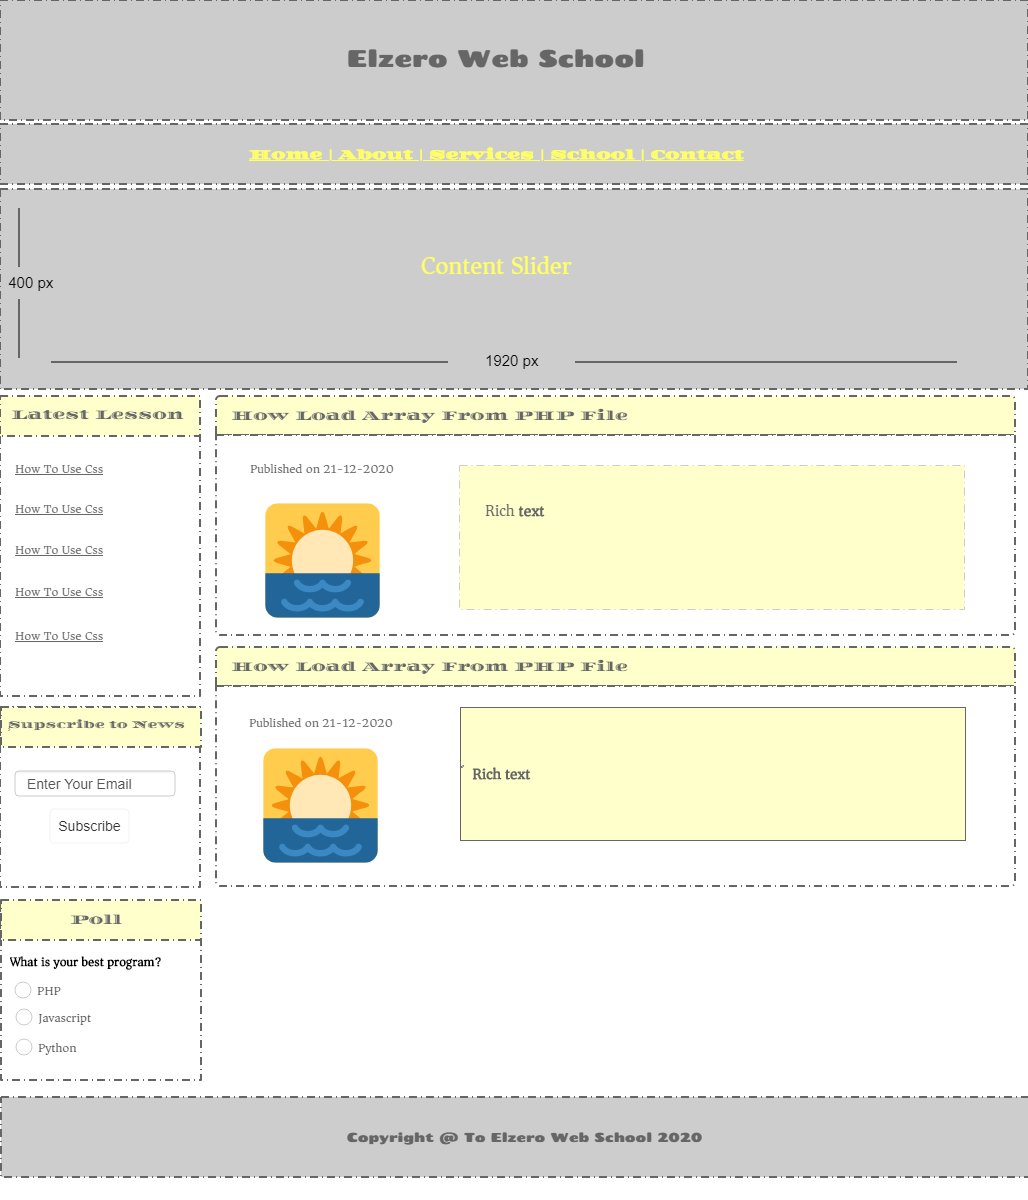 Elzero Web School
Home | About | Services | School | Contact
Content Slider
400 px
1920 px
Latest Lesson
How To Use Css
How To Use Css
How To Use Css
How To Use Css
How To Use Css
Supscribe to News
Enter Your Email
Subscribe
Poll
What is your best program?
PHP
Javascript
Python
How Load Array From PHP File
Published on 21-12-2020
Rich text
How Load Array From PHP File
Published on 21-12-2020
Rich text
Copyright @ To Elzero Web School 2020